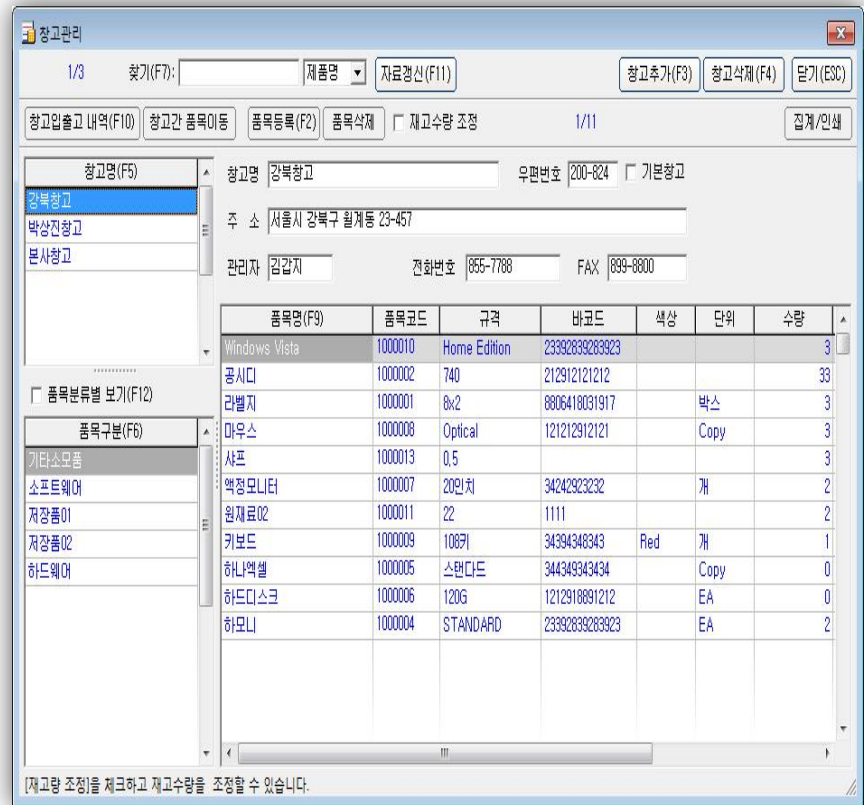 창고관리
1/3 찾기(F7): 제품명 자료갱신(F11) 창고추가(F3) 창고삭제(F4) 닫기(ESC)
창고입출고 내역(F10) 창고간 품목이동 품목등록(F2) 품목삭제 재고수량 조정 1/11 집계/인쇄
창고명(F5)
강북창고
박상진창고
본사창고
품목분류별 보기(F12)
품목구분(F6)
기타소모품
소프트웨어
저장품01
저장품02
하드웨어
창고명 강북창고 우편번호 200-824 기본창고
주 소 서울시 강북구 월계동 23-457
관리자 김갑지 전화번호 855-7788 FAX 899-8800
품목명(F9) 품목코드 규격 바코드 색상 단위 수량
Windows Vista 1000010 Home Edition 23392839283923 3
공시디 1000002 740 212912121212 33
라벨지 1000001 8x2 8806418031917 박스 3
마우스 1000008 Optical 121212912121 Copy 3
샤프 1000013 0.5 3
액정모니터 1000007 20인치 34242923232 개 2
원재료02 1000011 22 1111 2
키보드 1000009 108키 34394348343 Red 개 1
하나엑셀 1000005 스탠다드 344349343434 Copy 0
하드디스크 1000006 120G 1212918891212 EA 0
하모니 1000004 STANDARD 23392839283923 EA 2
[재고량 조정]을 체크하고 재고수량을 조정할 수 있습니다.